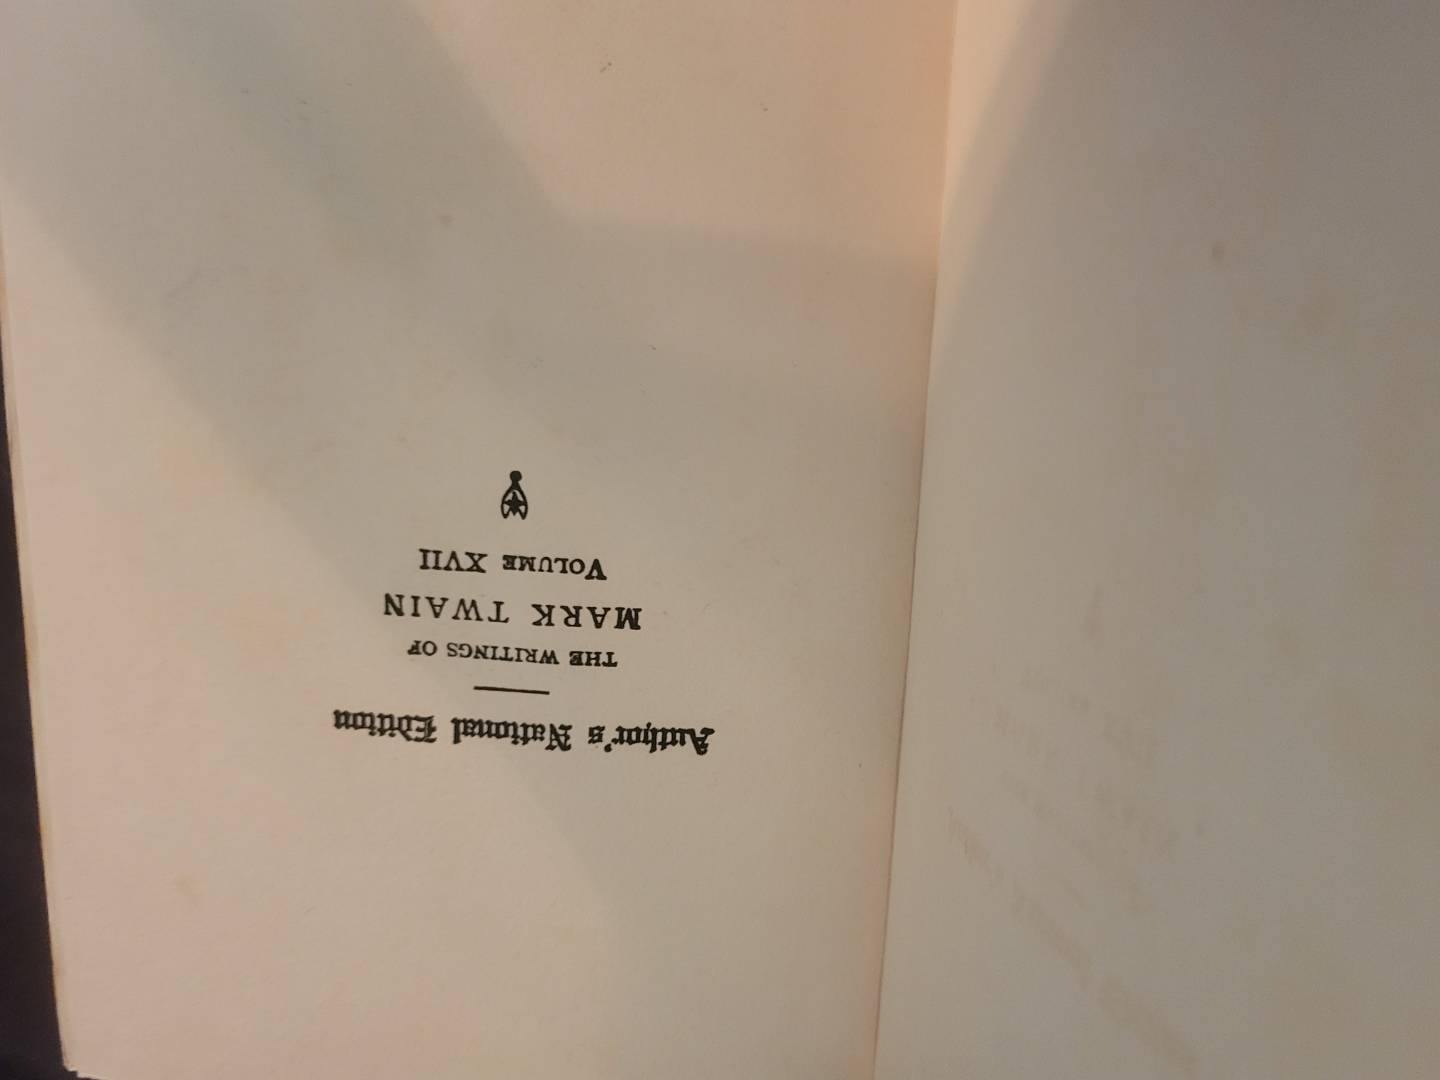 Author's National Edition
THE WRITINGS OF
MARK TWAIN
VOLUME XVII